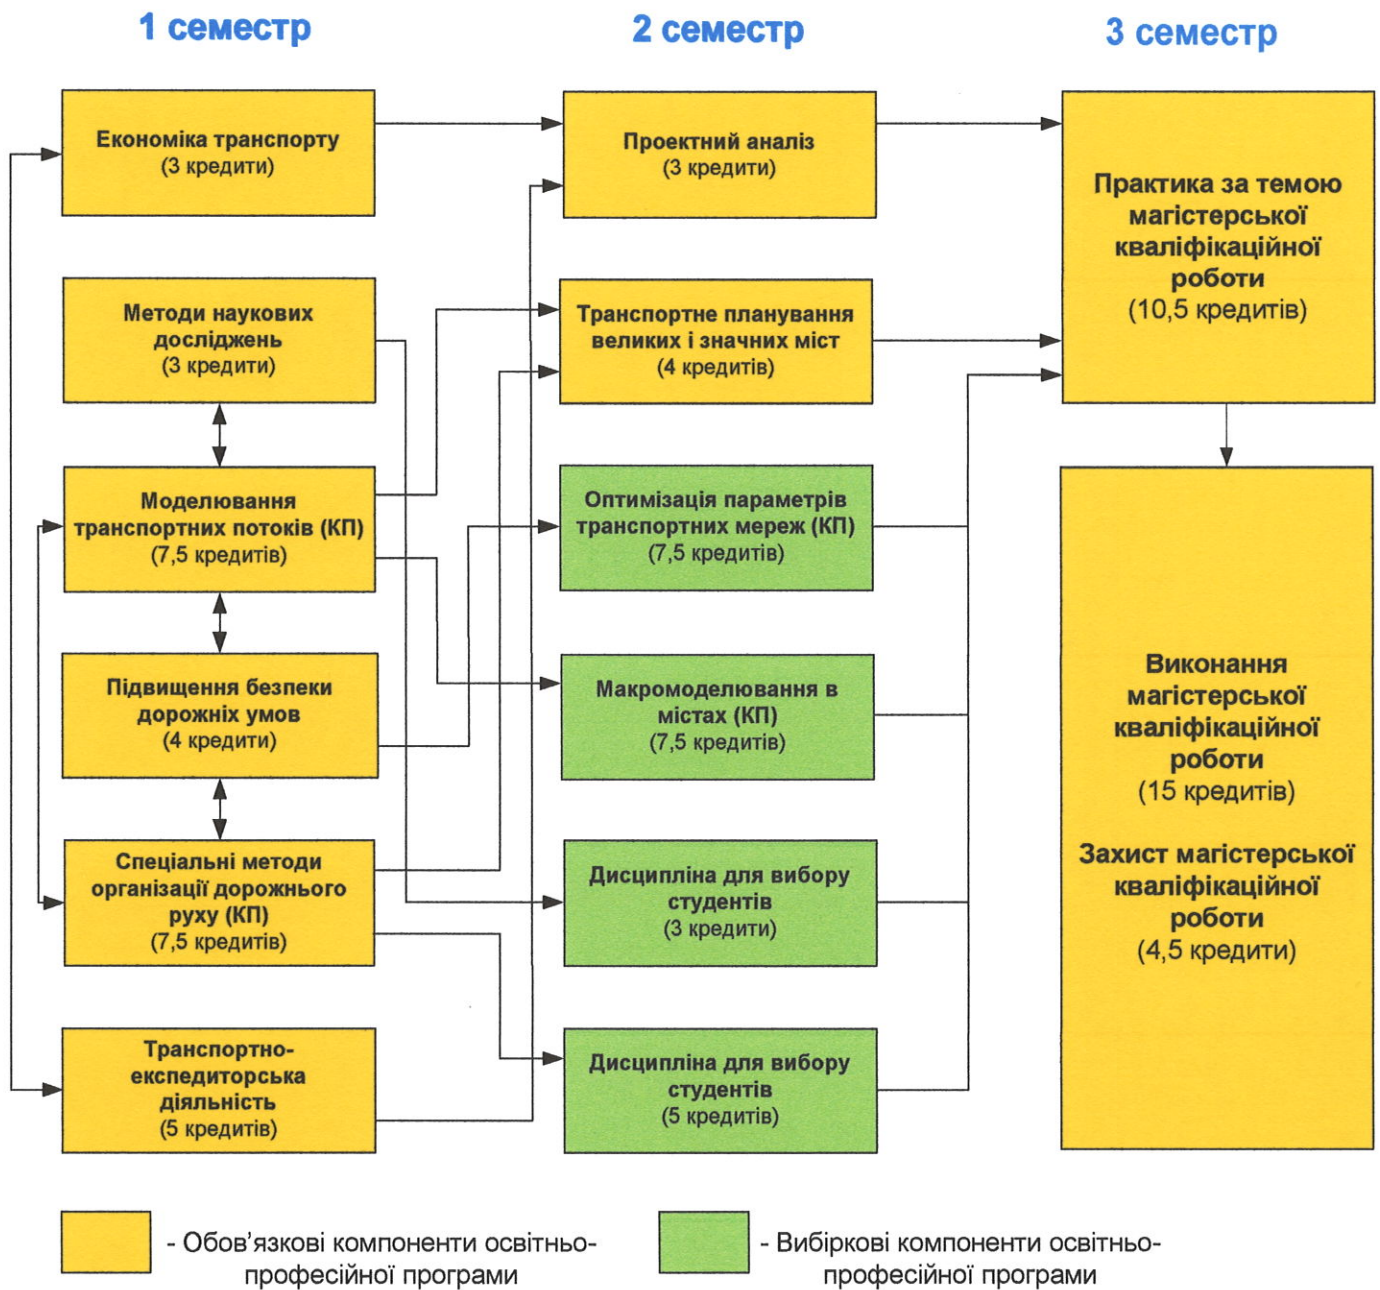 1 семестр
2 семестр
3 семестр
Економіка транспорту
(3 кредити)
Методи наукових
досліджень
(3 кредити)
Моделювання
транспортних потоків (КП)
(7,5 кредитів)
Підвищення безпеки
дорожніх умов
(4 кредити)
Спеціальні методи
організації дорожнього
руху (КП)
(7,5 кредитів)
Транспортно-
експедиторська
діяльність
(5 кредитів)
Проектний аналіз
(3 кредити)
Транспортне планування
великих і значних міст
(4 кредитів)
Оптимізація параметрів
транспортних мереж (КП)
(7,5 кредитів)
Макромоделювання в
містах (КП)
(7,5 кредитів)
Дисципліна для вибору
студентів
(3 кредити)
Дисципліна для вибору
студентів
(5 кредитів)
Практика за темою
магістерської
кваліфікаційної
роботи
(10,5 кредитів)
Виконання
магістерської
кваліфікаційної
роботи
(15 кредитів)
Захист магістерської
кваліфікаційної
роботи
(4,5 кредити)
- Обов’язкові компоненти освітньо-
професійної програми
- Вибіркові компоненти освітньо-
професійної програми